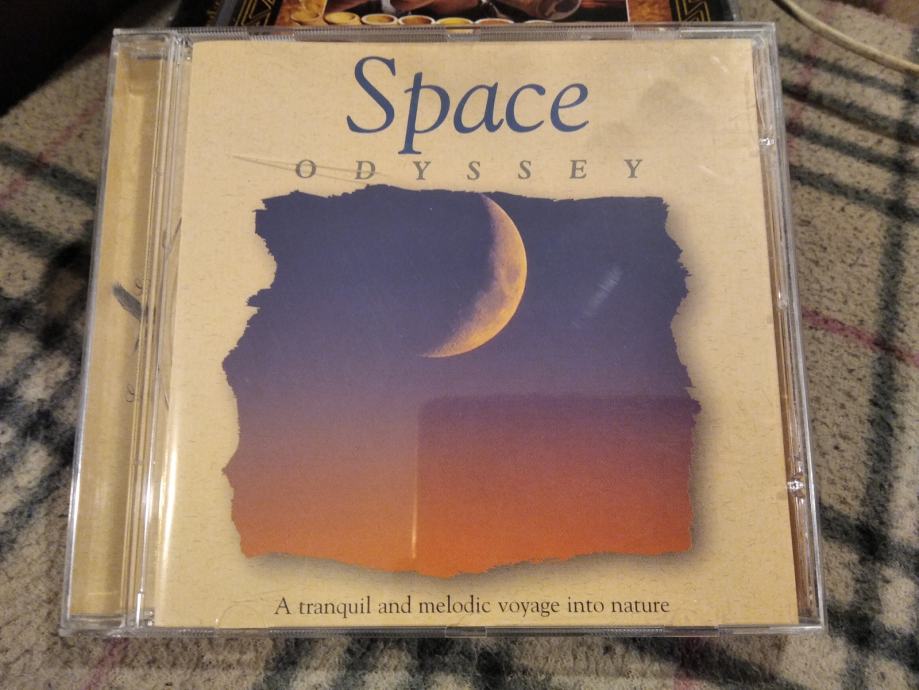 Space
ODYSSEY
A tranquil and melodic voyage into nature